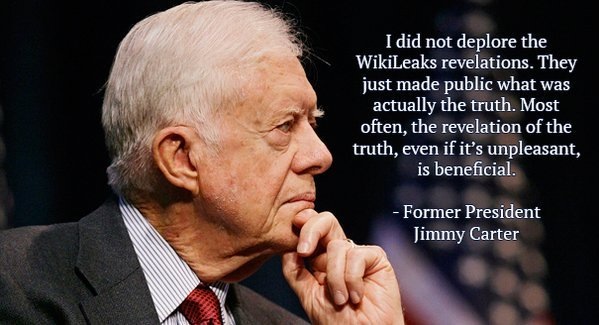 I did not deplore the
WikiLeaks revelations. They
just made public what was
actually the truth. Most
often, the revelation of the
truth, even if it’s unpleasant,
is beneficial.
- Former President
Jimmy Carter